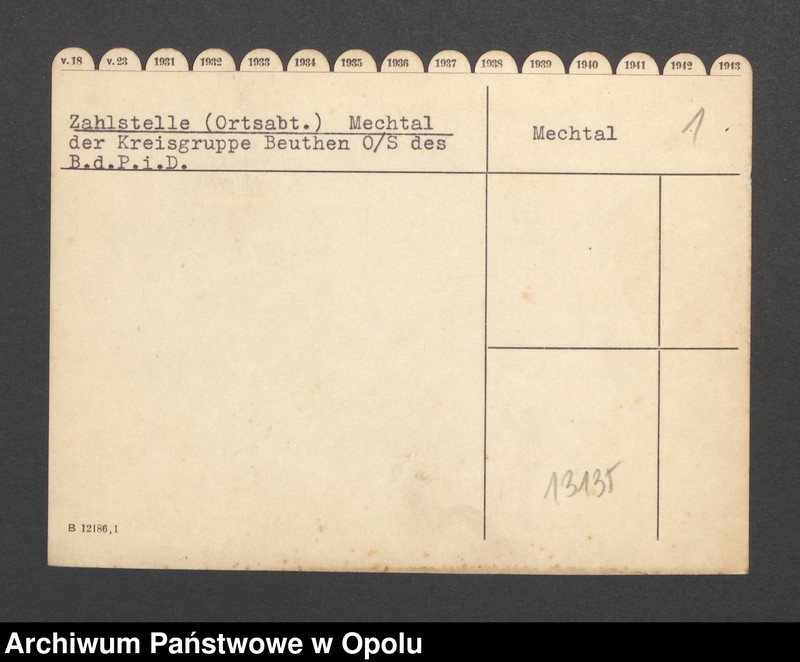 v. 18 v. 23 1931 1932 1933 1934 1935 1936 1937 1938 1939 1940 1941 1942 1943
Zahlstelle (Ortsabt.) Mechtal
der Kreisgruppe Beuthen O/S des
B.d.P.i.D.
Mechtal
1
13135
B 12186,1
Archiwum Państwowe w Opolu